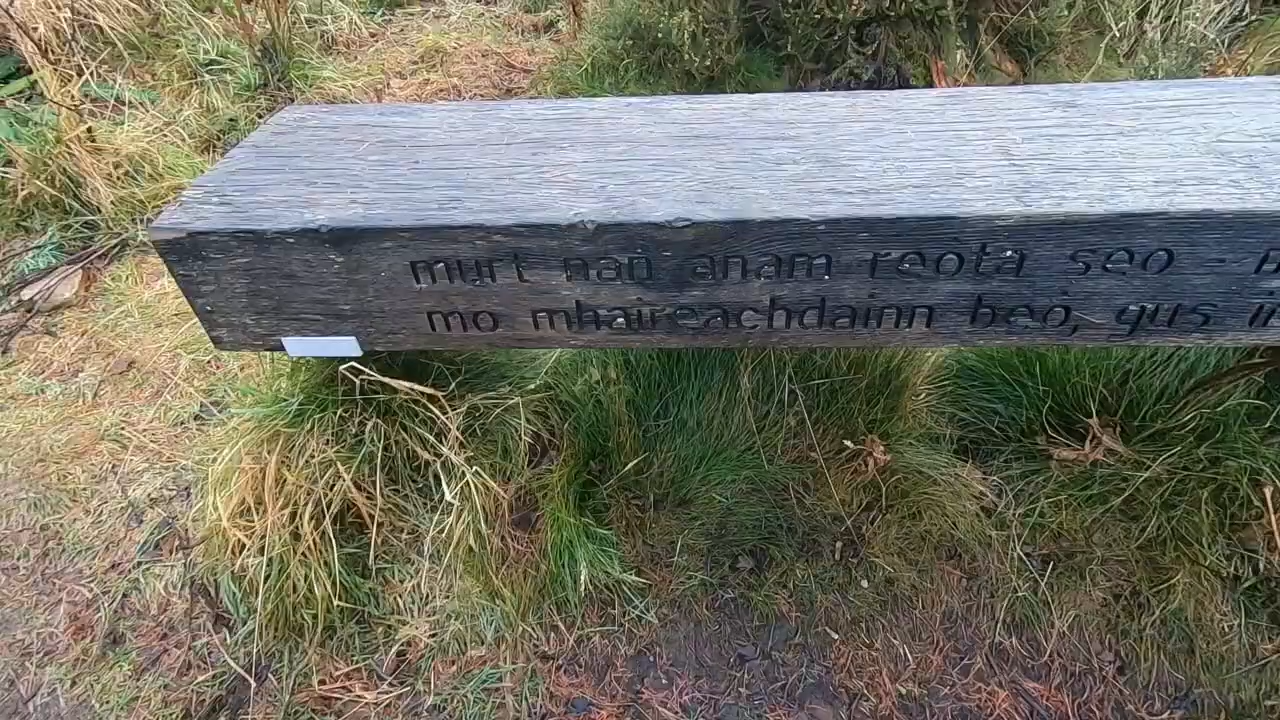 murt nan anam reota seo -
mo mhaireachdainn beò, gus